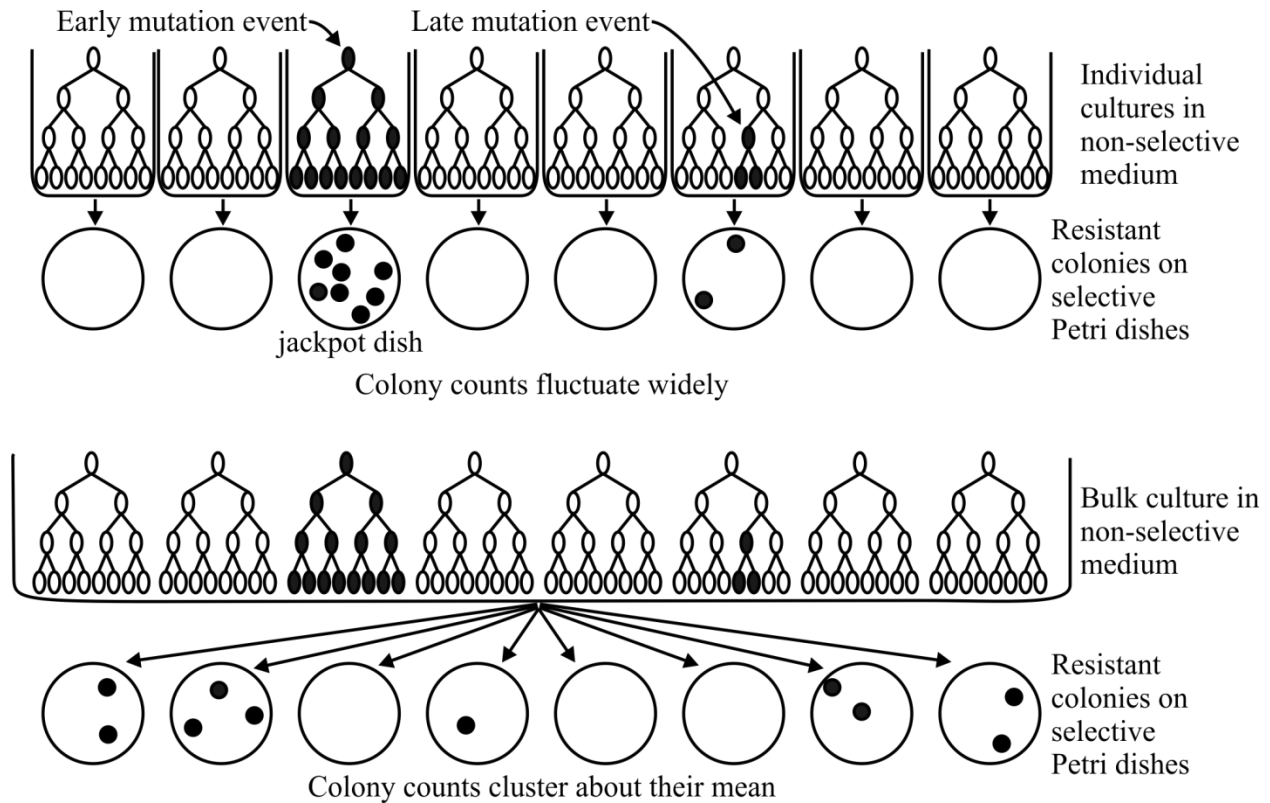 Early mutation event
Late mutation event
Individual
cultures in
non-selective
medium
Resistant
colonies on
selective
Petri dishes
jackpot dish
Colony counts fluctuate widely
Bulk culture in
non-selective
medium
Resistant
colonies on
selective
Petri dishes
Colony counts cluster about their mean